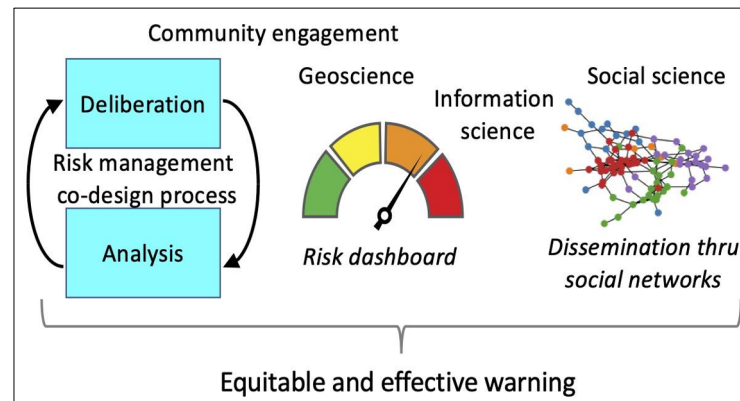 Community engagement
Deliberation
Risk management
co-design process
Analysis
Geoscience
Risk dashboard
Information
science
Social science
Dissemination thru
social networks
Equitable and effective warning